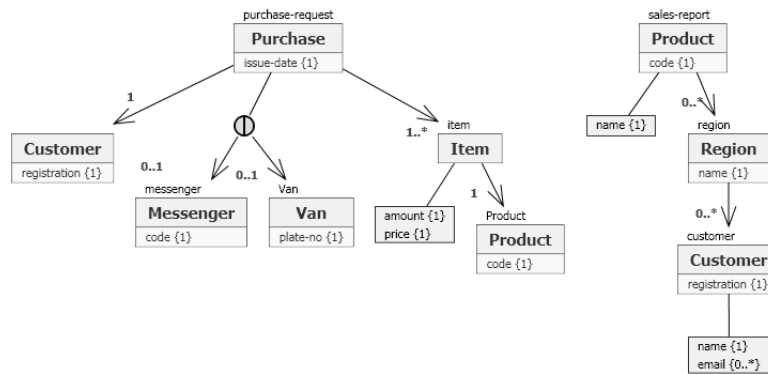 purchase-request
Purchase
issue-date {1}
1
Customer
registration {1}
0..1
messenger
Messenger
code {1}
0..1
Van
Van
plate-no {1}
1..*
item
Item
amount {1}
price {1}
1
Product
Product
code {1}
sales-report
Product
code {1}
name {1}
0..*
region
Region
name {1}
0..*
customer
Customer
registration {1}
name {1}
email {0..*}